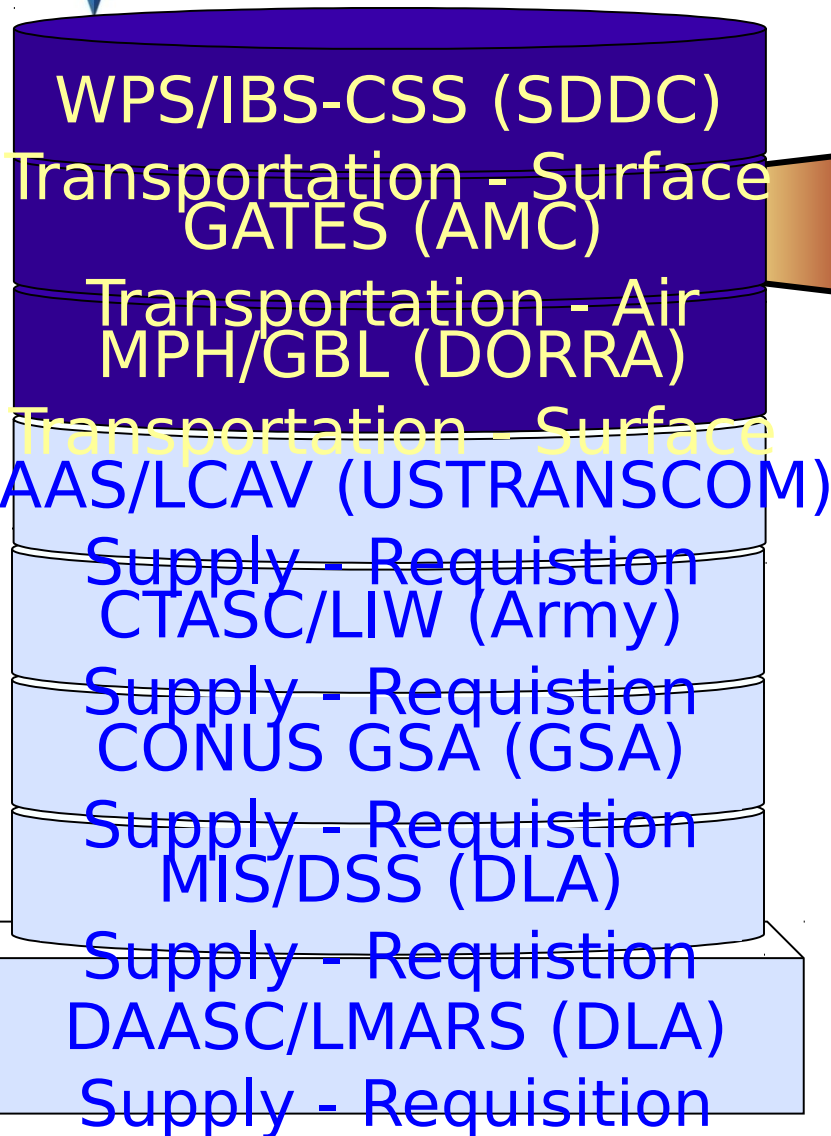 WPS/IBS-CSS (SDDC)
Transportation - Surface
GATES (AMC)
Transportation - Air
MPH/GBL (DORRA)
Transportation - Surface
AAS/LCAV (USTRANSCOM)
Supply - Requistion
CTASC/LIW (Army)
Supply - Requistion
CONUS GSA (GSA)
Supply - Requistion
MIS/DSS (DLA)
Supply - Requistion
DAASC/LMARS (DLA)
Supply - Requisition